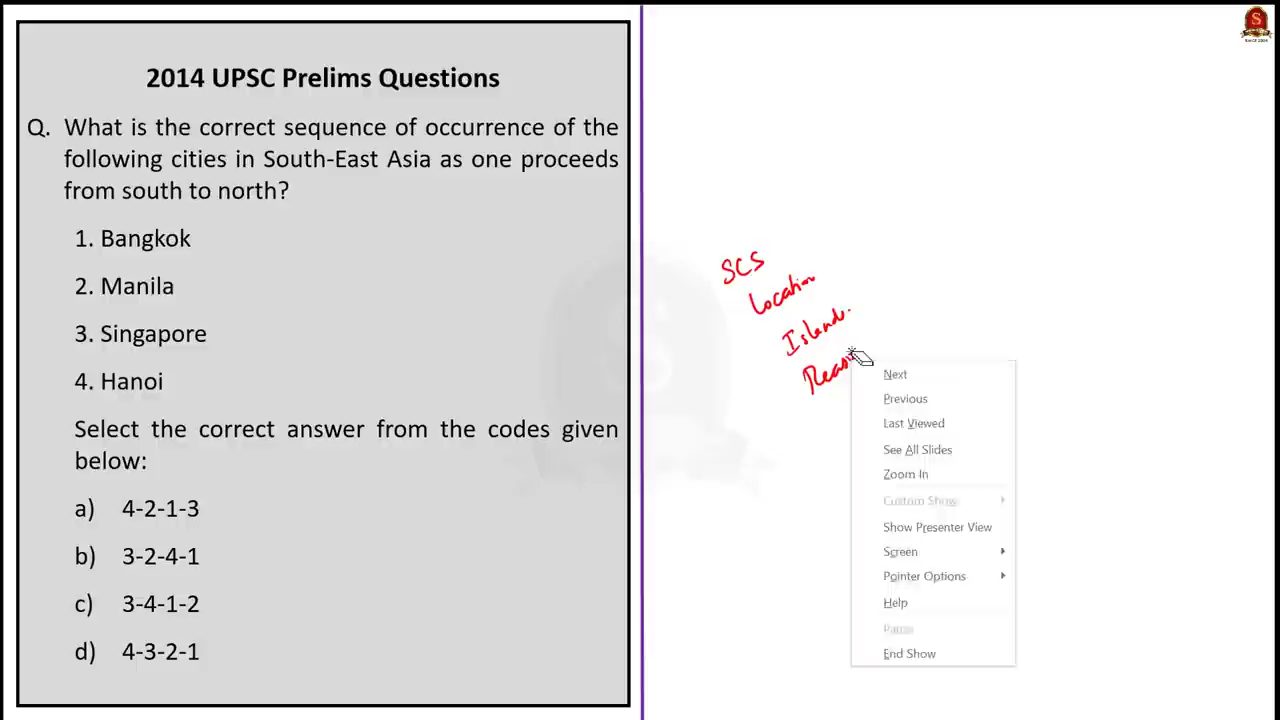 2014 UPSC Prelims Questions
Q. What is the correct sequence of occurrence of the
following cities in South-East Asia as one proceeds
from south to north?
1. Bangkok
2. Manila
3. Singapore
4. Hanoi
Select the correct answer from the codes given
below:
a) 4-2-1-3
b) 3-2-4-1
c) 3-4-1-2
d) 4-3-2-1
S
SINCE 2004
SCS
Location
Island.
Next
Previous
Last Viewed
See All Slides
Zoom In
Custom Show
Show Presenter View
Screen
Pointer Options
Help
Pause
End Show